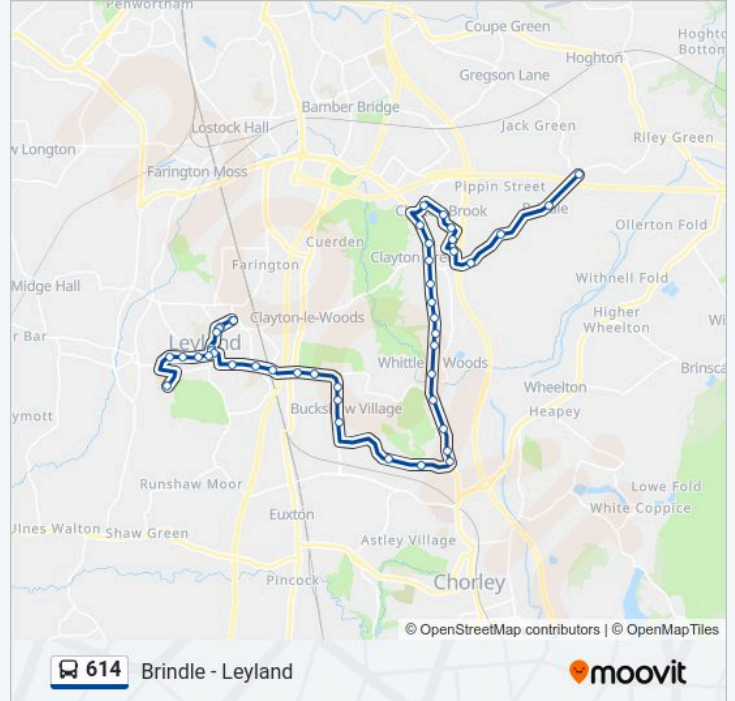 Penwortham
Coupe Green
Hoghton
Bottom
Hoghton
Gregson Lane
Bamber Bridge
Lostock Hall
Jack Green
Riley Green
w Longton
Farington Moss
Pippin Street
Brook
Ollerton Fold
Cuerden
Clayton
Farington
Withnell Fold
Midge Hall
Higher
Wheelton
Clayton-le-Woods
r Bar
Leyland
Whittle
Woods
Brinsca
Wheelton
ymott
Bucks
w Village
Heapey
Runshaw Moor
Lowe Fold
White Coppice
Euxton
Ulnes Walton
Shaw Green
Astley Village
Pincock
Chorley
© OpenStreetMap contributors | © OpenMapTiles
614 Brindle - Leyland
moovit